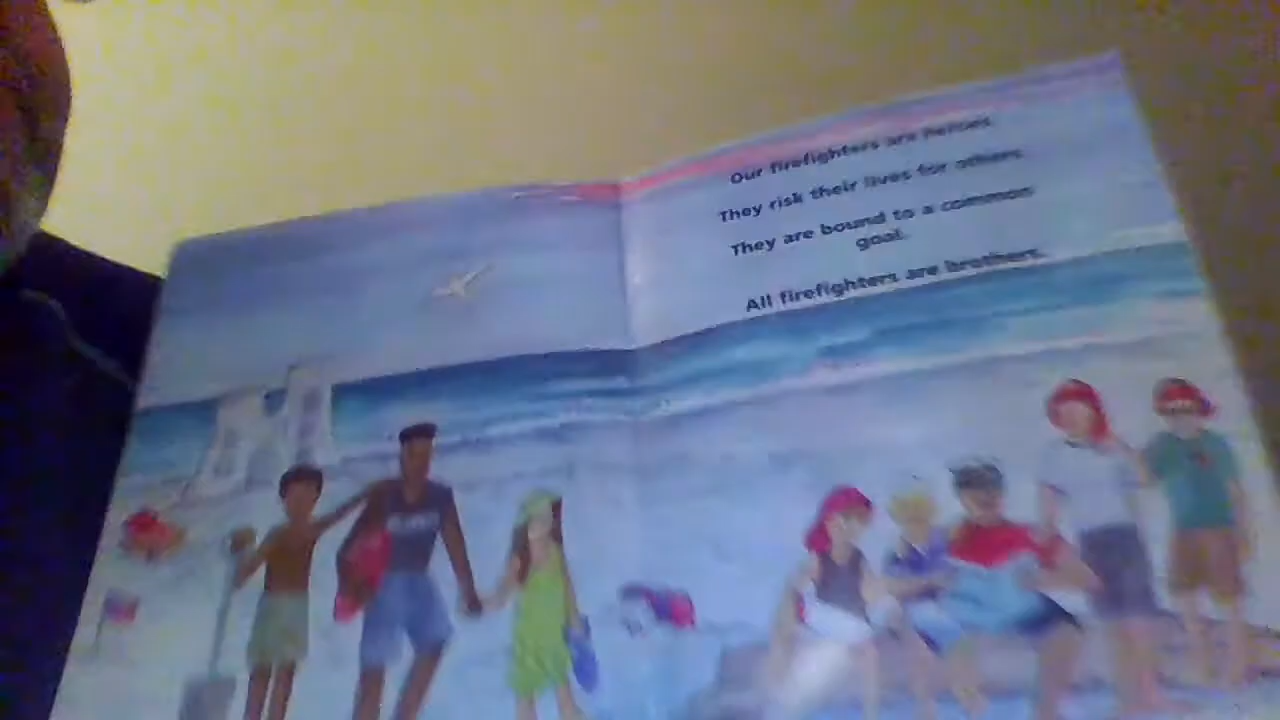 Our firefighters are heroes.
They risk their lives for others.
They are bound to a common
goal.
All firefighters are brothers.